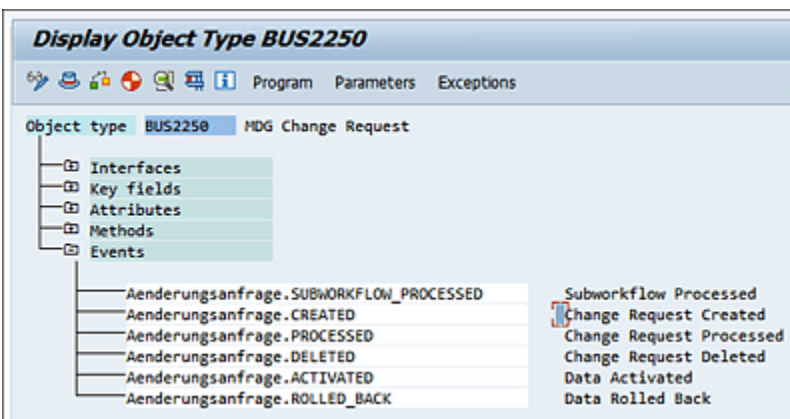 Display Object Type BUS2250
Program Parameters Exceptions
Object type BUS2250 MDG Change Request
Interfaces
Key fields
Attributes
Methods
Events
Aenderungsanfrage.SUBWORKFLOW_PROCESSED Subworkflow Processed
Aenderungsanfrage.CREATED Change Request Created
Aenderungsanfrage.PROCESSED Change Request Processed
Aenderungsanfrage.DELETED Change Request Deleted
Aenderungsanfrage.ACTIVATED Data Activated
Aenderungsanfrage.ROLLED_BACK Data Rolled Back